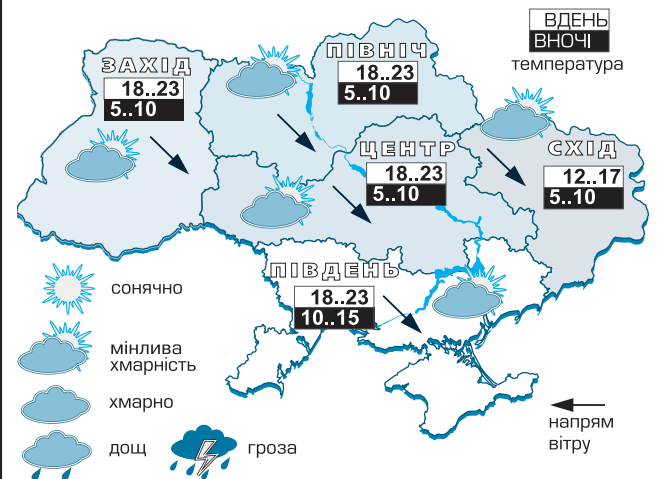 ВДЕНЬ
ВНОЧІ
температура
ЗАХІД
18..23
5..10
ПІВНІЧ
18..23
5..10
ЦЕНТР
18..23
5..10
СХІД
12..17
5..10
ПІВДЕНЬ
18..23
10..15
сонячно
мінлива
хмарність
хмарно
дощ
гроза
напрям
вітру